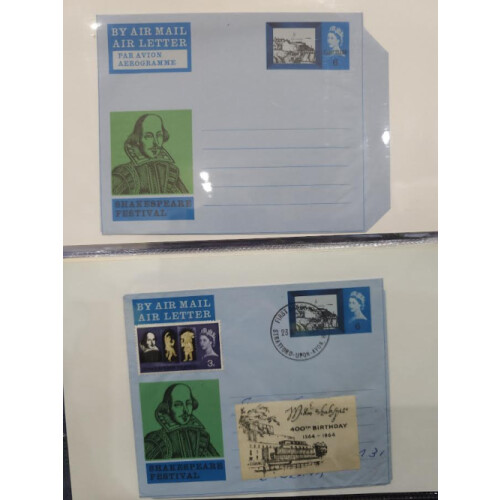 BY AIR MAIL
AIR LETTER
PAR AVION
AEROGRAMME
SHAKESPEARE
FESTIVAL
BY AIR MAIL
AIR LETTER
3D
STRATFORD-UPON-AVON
400TH BIRTHDAY
1564-1964
SHAKESPEARE
FESTIVAL